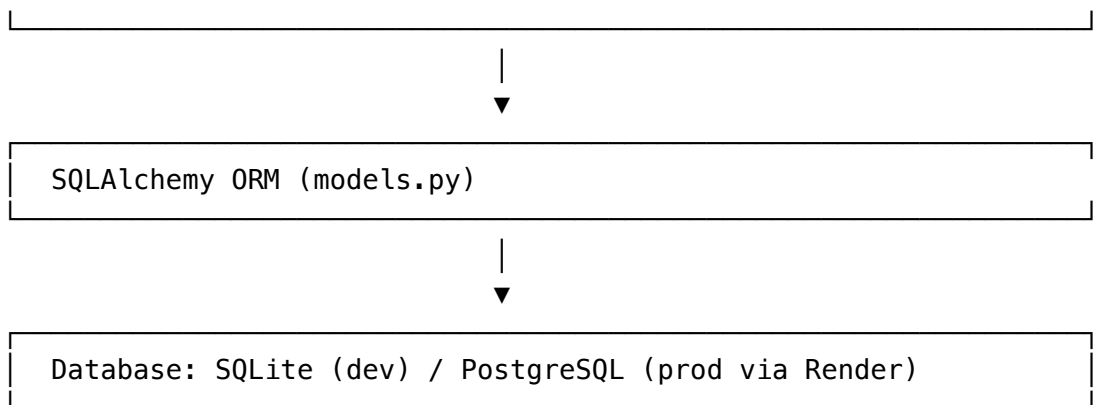 SQLAlchemy ORM (models.py)
Database: SQLite (dev) / PostgreSQL (prod via Render)